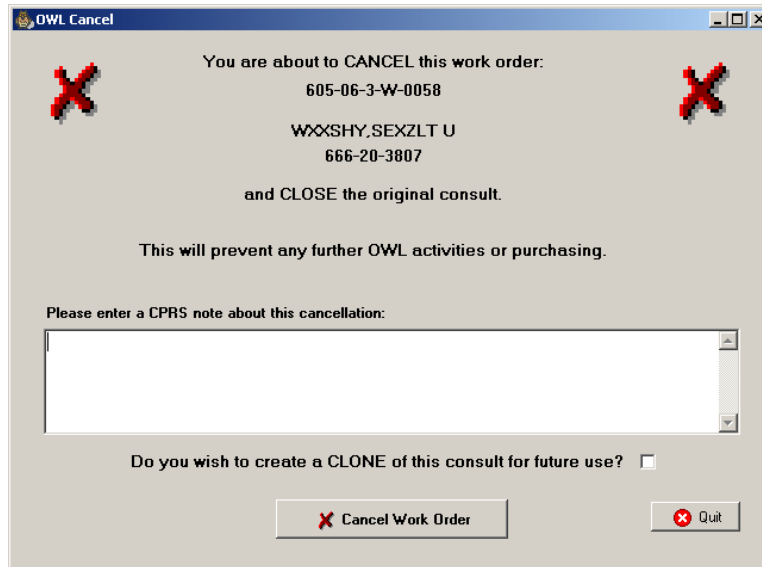 OWL Cancel
You are about to CANCEL this work order:
605-06-3-W-0058
WXXSHY,SEXZLT U
666-20-3807
and CLOSE the original consult.
This will prevent any further OWL activities or purchasing.
Please enter a CPRS note about this cancellation:
Do you wish to create a CLONE of this consult for future use?
Cancel Work Order
Quit